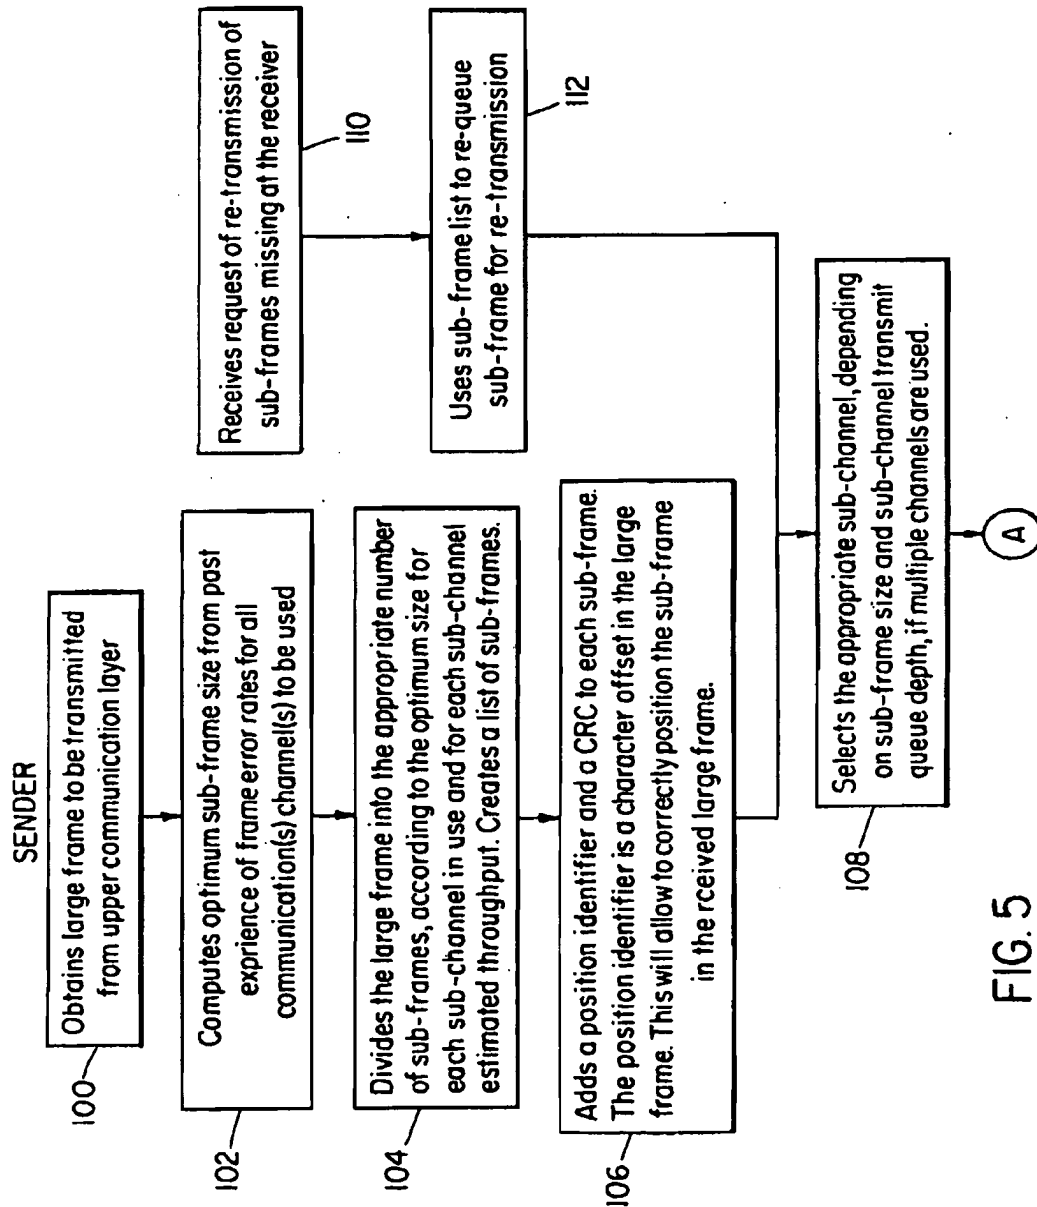 SENDER
Obtains large frame to be transmitted
from upper communication layer
100
Computes optimum sub-frame size from past
exprience of frame error rates for all
communication(s) channel(s) to be used
102
Divides the large frame into the appropriate number
of sub-frames, according to the optimum size for
each sub-channel in use and for each sub-channel
estimated throughput. Creates a list of sub-frames.
104
Adds a position identifier and a CRC to each sub-frame.
The position identifier is a character offset in the large
frame. This will allow to correctly position the sub-frame
in the rceived large frame.
106
Receives request of re-transmission of
sub-frames missing at the receiver
110
Uses sub-frame list to re-queue
sub-frame for re-transmission
112
Selects the appropriate sub-channel, depending
on sub-frame size and sub-channel transmit
queue depth, if multiple channels are used.
108
A
FIG. 5